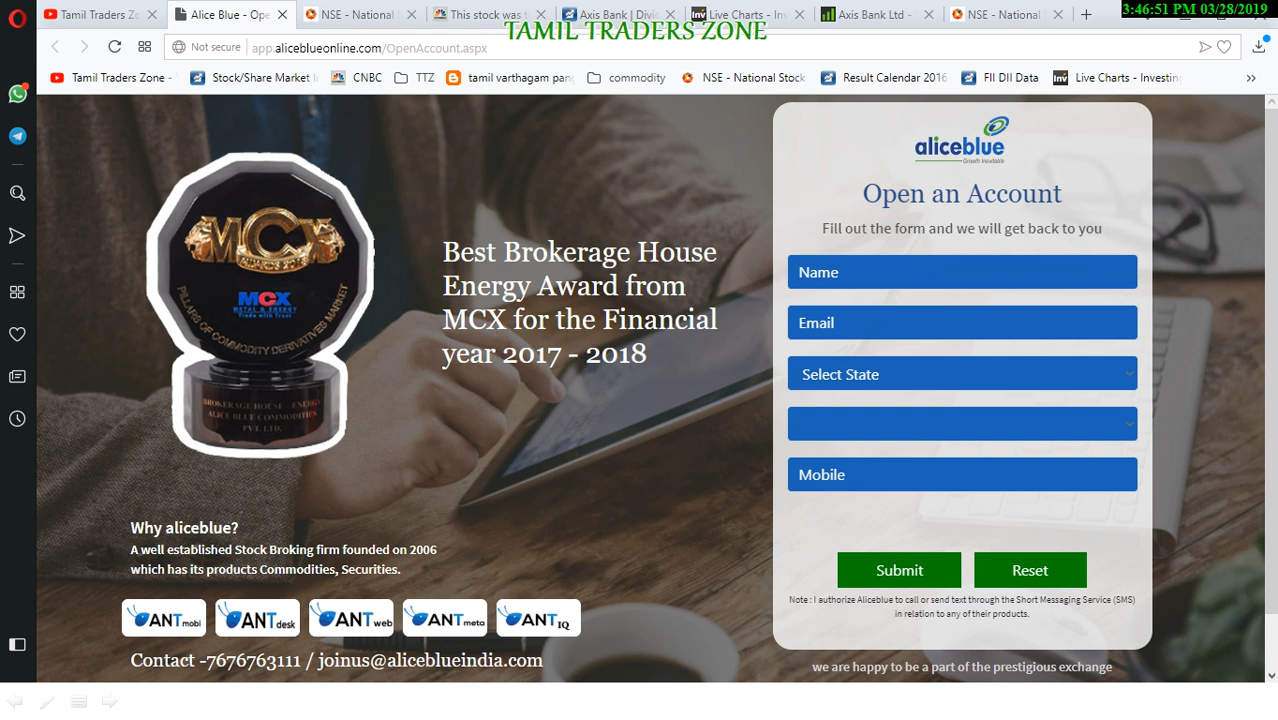 3:46:51 PM 03/28/2019
Tamil Traders Zo
Alice Blue - Ope
NSE - National S
This stock was t
Axis Bank | Divid
Live Charts - Inv
Axis Bank Ltd -
NSE - National
TAMIL TRADERS ZONE
Not secure
app.aliceblueonline.com/OpenAccount.aspx
Tamil Traders Zone -
Stock/Share Market I
CNBC
TTZ
tamil varthagam pan
commodity
NSE - National Stock
Result Calendar 2016
FII DII Data
Live Charts - Investin
MCX
AWARDS 2018
MCX
METAL & ENERGY
Trade with Trust
PILLARS OF COMMODITY DERIVATIVES MARKET
BROKERAGE HOUSE - ENERGY
ALICE BLUE COMMODITIES
PVT. LTD.
Best Brokerage House
Energy Award from
MCX for the Financial
year 2017 - 2018
Why aliceblue?
A well established Stock Broking firm founded on 2006
which has its products Commodities, Securities.
ANT mobi
ANT desk
ANT web
ANT meta
ANT IQ
Contact -7676763111 / joinus@aliceblueindia.com
aliceblue
Growth Inevitable
Open an Account
Fill out the form and we will get back to you
Name
Email
Select State
Mobile
Submit
Reset
Note : I authorize Aliceblue to call or send text through the Short Messaging Service (SMS)
in relation to any of their products.
we are happy to be a part of the prestigious exchange